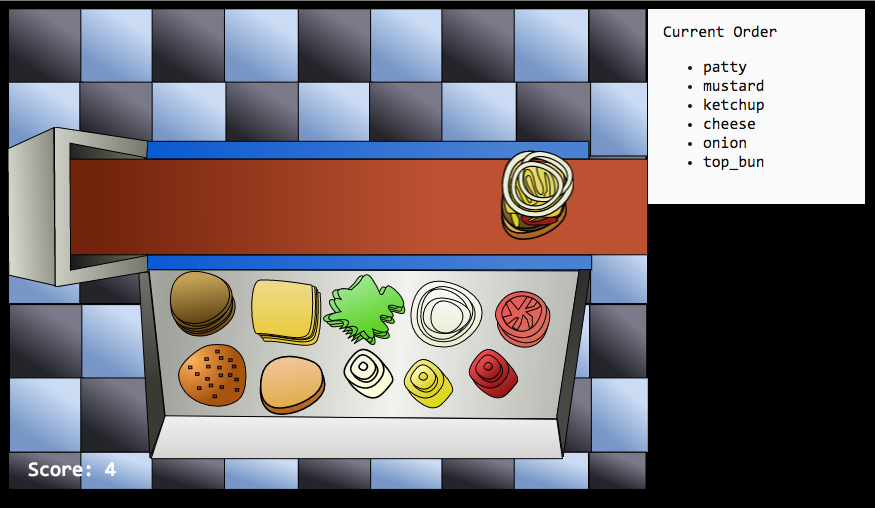 Current Order
patty
mustard
ketchup
cheese
onion
top_bun
Score: 4